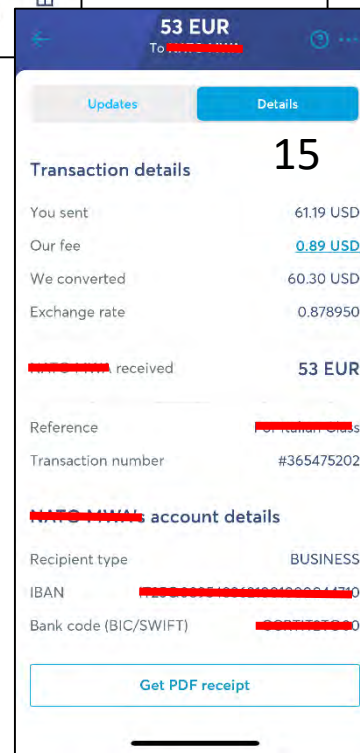 53 EUR
To
Updates Details
15
Transaction details
You sent 61.19 USD
Our fee 0.89 USD
We converted 60.30 USD
Exchange rate 0.878950
received 53 EUR
Reference
Transaction number #365475202
account details
Recipient type BUSINESS
IBAN
Bank code (BIC/SWIFT)
Get PDF receipt